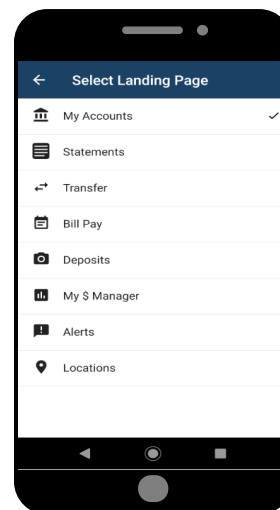 Select Landing Page
My Accounts
Statements
Transfer
Bill Pay
Deposits
My $ Manager
Alerts
Locations